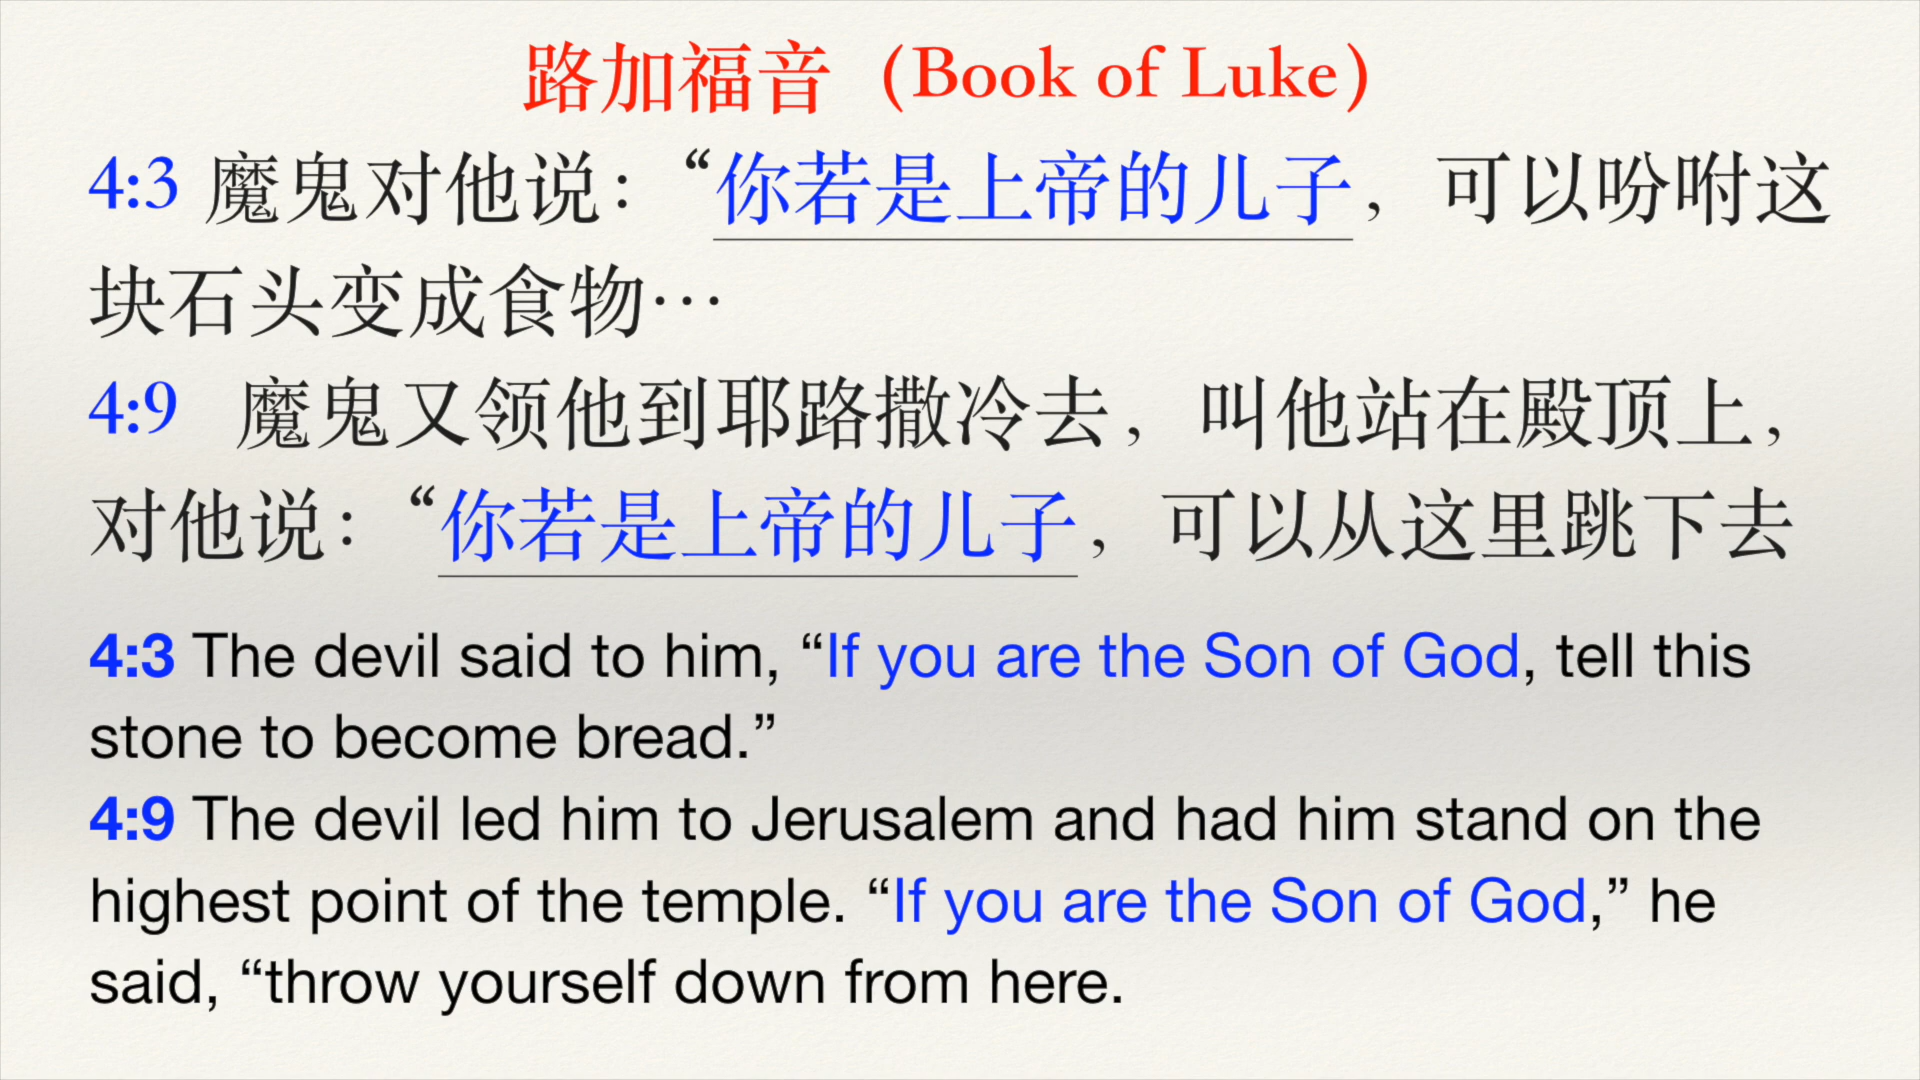 路加福音（Book of Luke）
4:3 魔鬼对他说：“你若是上帝的儿子，可以吩咐这
块石头变成食物…
4:9 魔鬼又领他到耶路撒冷去，叫他站在殿顶上，
对他说：“你若是上帝的儿子，可以从这里跳下去
4:3 The devil said to him, “If you are the Son of God, tell this
stone to become bread.”
4:9 The devil led him to Jerusalem and had him stand on the
highest point of the temple. “If you are the Son of God,” he
said, “throw yourself down from here.